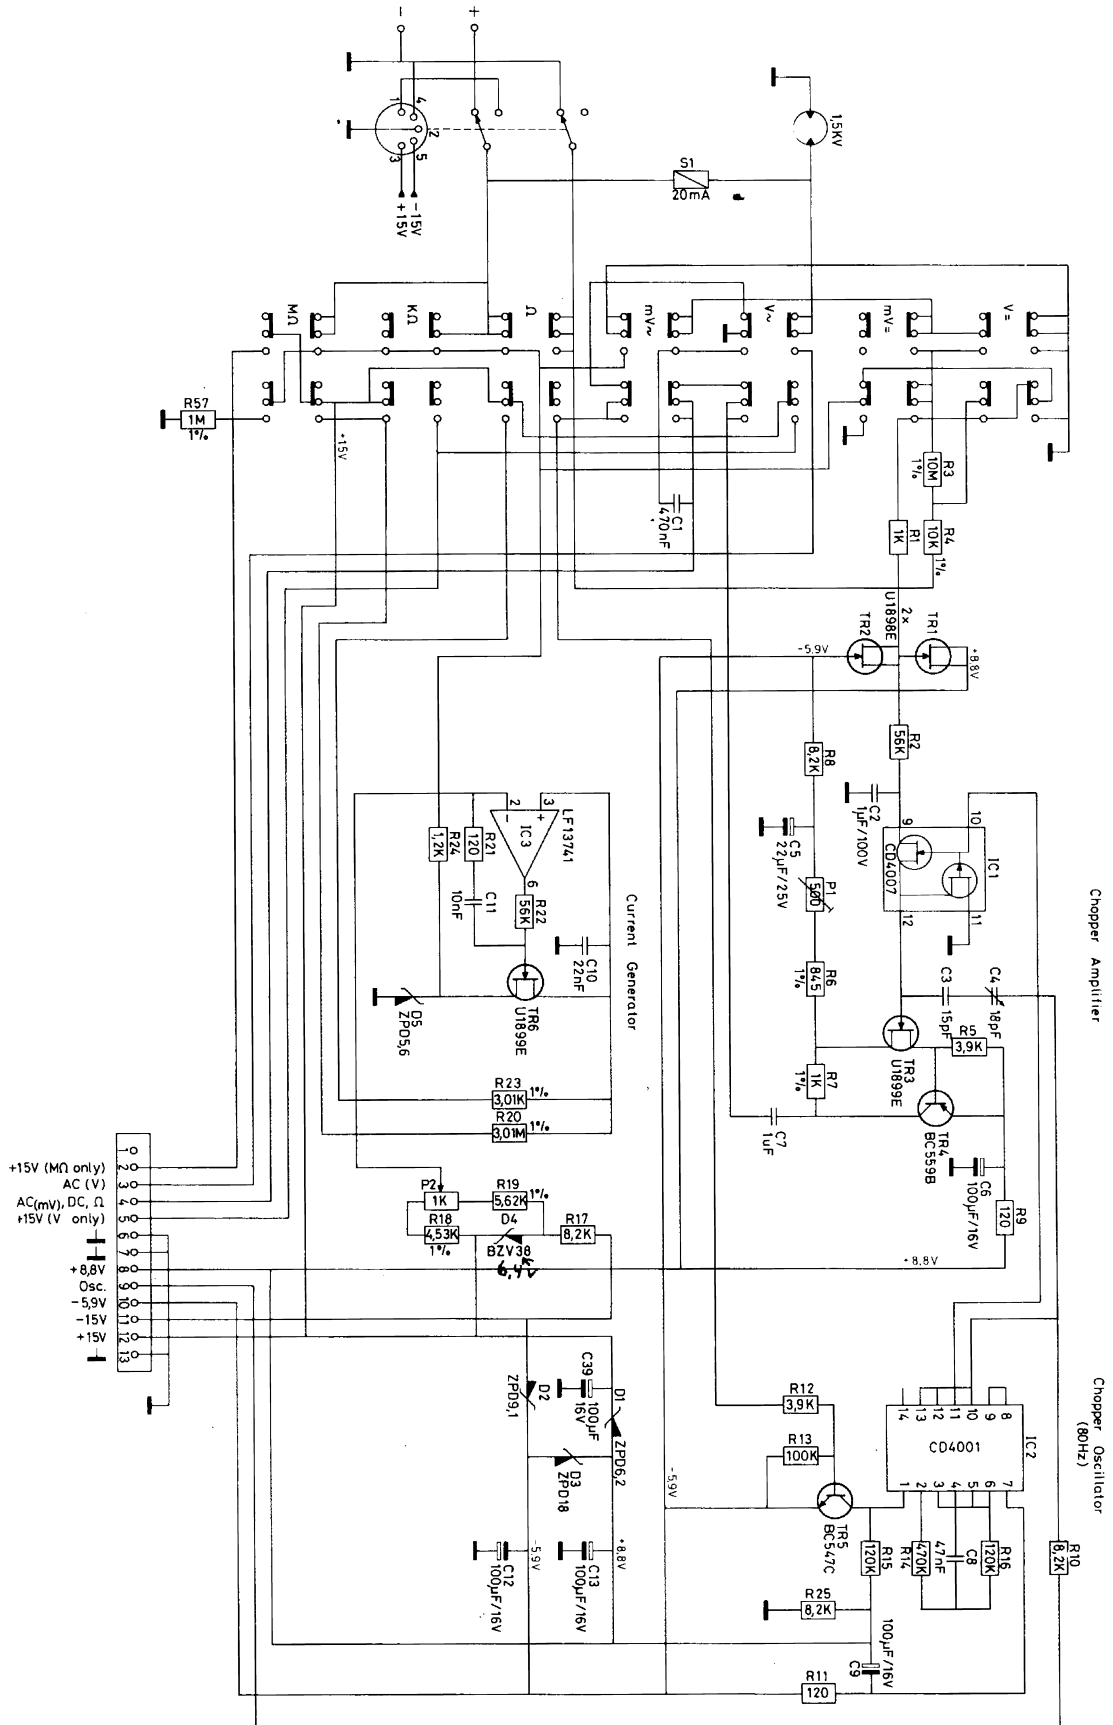 -
+
1
4
2
3
5
-15V
+15V
1,5KV
S1
20mA
MΩ
KΩ
Ω
mV~
V~
mV=
V=
R57
1M
1%
+15V
C1
470nF
R3
10M
1%
R1
1K
R4
10K
1%
2×
U1898E
TR2
TR1
-5,9V
+8,8V
R2
56K
R8
8,2K
C2
1µF/100V
9
10
CD4007
IC1
12
11
C5
22µF/25V
P1
500
R6
845
1%
R7
1K
1%
C3
15pF
C4
18pF
R5
3,9K
TR3
U1899E
TR4
BC559B
C7
1uF
C6
100µF/16V
R9
120
+8,8V
Chopper Amplifier
LF13741
2
3
-
+
IC3
6
R24
1,2K
R21
120
R22
56K
C11
10nF
C10
22nF
TR6
U1899E
D5
ZPD5,6
Current Generator
R23
3,01K
1%
R20
3,01M
1%
P2
1K
R19
5,62K
1%
R18
4,53K
1%
D4
BZV38
R17
8,2K
1
+15V (MΩ only) 2
AC (V) 3
AC(mV), DC, Ω 4
+15V (V only) 5
6
7
+8,8V 8
Osc. 9
-5,9V 10
-15V 11
+15V 12
13
D2
ZPD9,1
C39
100µF
16V
D1
ZPD6,2
D3
ZPD18
-5,9V
+8,8V
C12
100µF/16V
C13
100µF/16V
R12
3,9K
R13
100K
-5,9V
TR5
BC547C
14
13
12
11
10
9
8
CD4001
IC2
1
2
3
4
5
6
7
R15
120K
R14
470K
C8
47nF
R16
120K
R10
8,2K
R25
8,2K
100µF/16V
C9
R11
120
Chopper Oscillator
(80Hz)